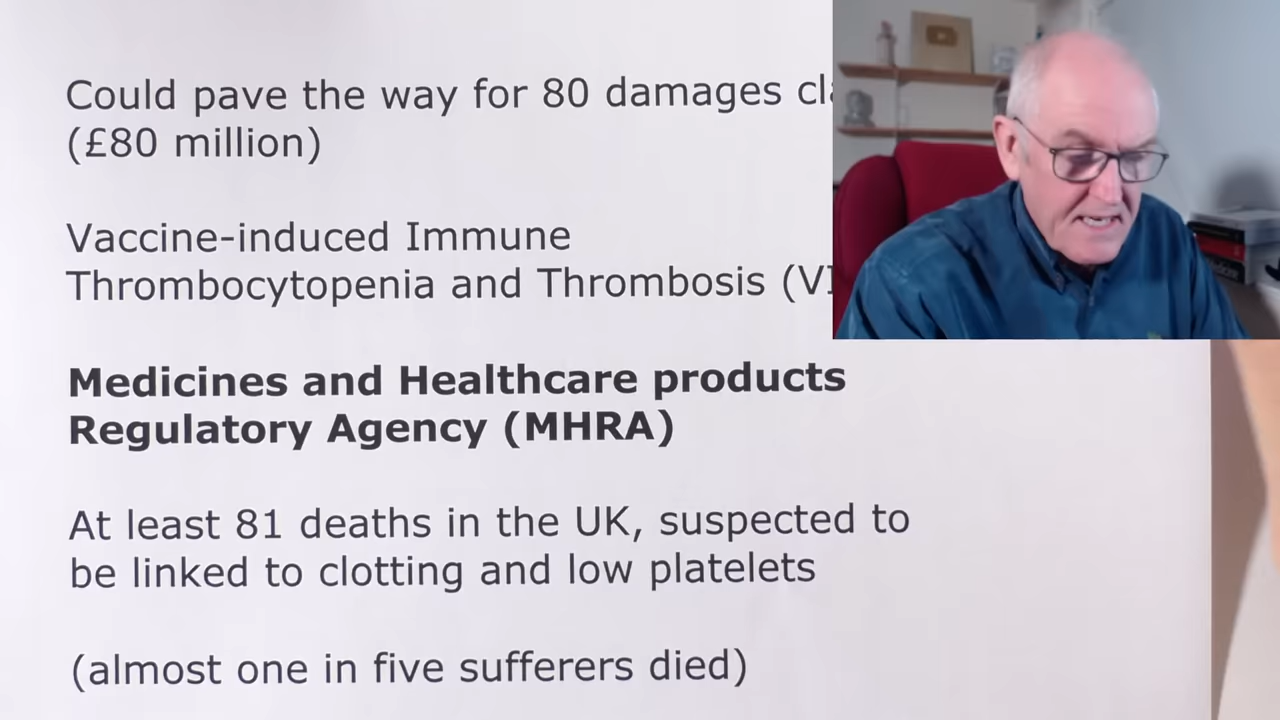 Could pave the way for 80 damages
(£80 million)
Vaccine-induced Immune
Thrombocytopenia and Thrombosis
Medicines and Healthcare products
Regulatory Agency (MHRA)
At least 81 deaths in the UK, suspected to
be linked to clotting and low platelets
(almost one in five sufferers died)